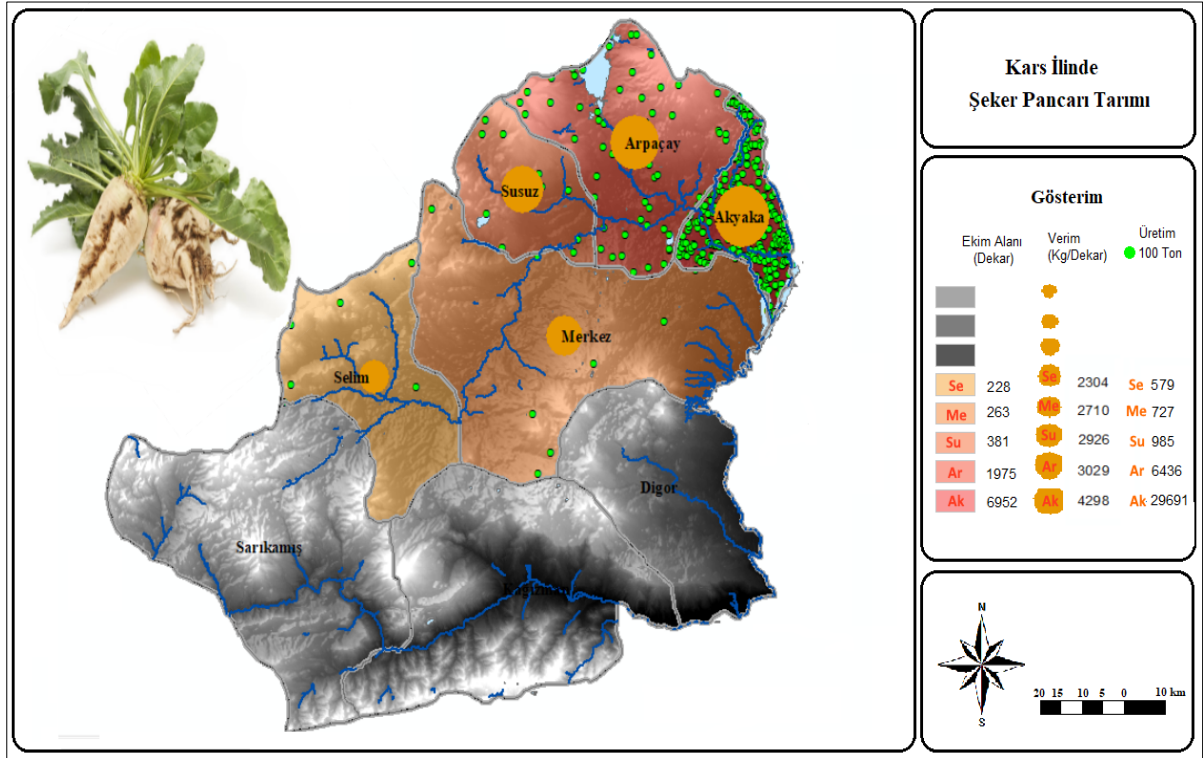 Kars İlinde
Şeker Pancarı Tarımı
Gösterim
Ekim Alanı
(Dekar)
Verim
(Kg/Dekar)
Üretim
100 Ton
Se 228 Se 2304 Se 579
Me 263 Me 2710 Me 727
Su 381 Su 2926 Su 985
Ar 1975 Ar 3029 Ar 6436
Ak 6952 Ak 4298 Ak 29691
Arpaçay
Susuz
Akyaka
Merkez
Selim
Digor
Sarıkamış
Kağızman
N
S
20 15 10 5 0 10 km